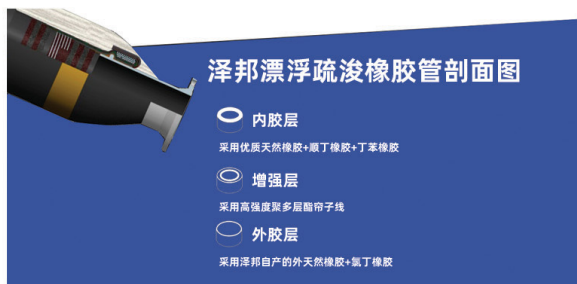 泽邦漂浮疏浚橡胶管剖面图
内胶层
采用优质天然橡胶+顺丁橡胶+丁苯橡胶
增强层
采用高强度聚多层酯帘子线
外胶层
采用泽邦自产的外天然橡胶+氯丁橡胶